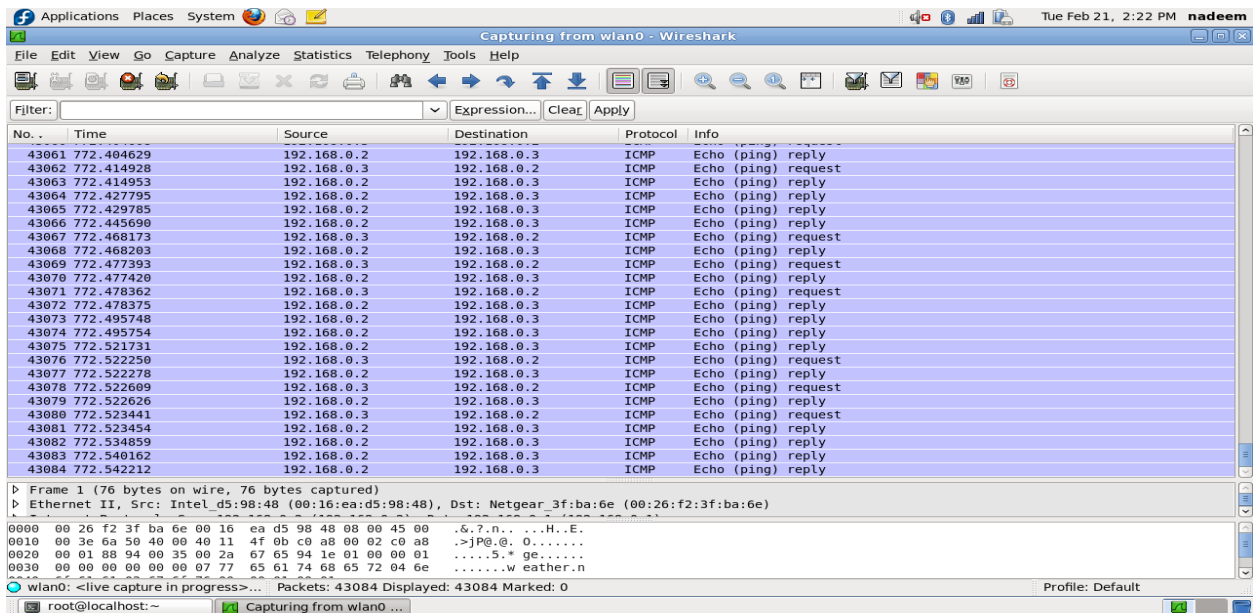 Applications Places System Tue Feb 21, 2:22 PM nadeem
Capturing from wlan0 - Wireshark
File Edit View Go Capture Analyze Statistics Telephony Tools Help
Filter: Expression... Clear Apply
No. . Time Source Destination Protocol Info
43061 772.404629 192.168.0.2 192.168.0.3 ICMP Echo (ping) reply
43062 772.414928 192.168.0.3 192.168.0.2 ICMP Echo (ping) request
43063 772.414953 192.168.0.2 192.168.0.3 ICMP Echo (ping) reply
43064 772.427795 192.168.0.2 192.168.0.3 ICMP Echo (ping) reply
43065 772.429785 192.168.0.2 192.168.0.3 ICMP Echo (ping) reply
43066 772.445690 192.168.0.2 192.168.0.3 ICMP Echo (ping) reply
43067 772.468173 192.168.0.3 192.168.0.2 ICMP Echo (ping) request
43068 772.468203 192.168.0.2 192.168.0.3 ICMP Echo (ping) reply
43069 772.477393 192.168.0.3 192.168.0.2 ICMP Echo (ping) request
43070 772.477420 192.168.0.2 192.168.0.3 ICMP Echo (ping) reply
43071 772.478362 192.168.0.3 192.168.0.2 ICMP Echo (ping) request
43072 772.478375 192.168.0.2 192.168.0.3 ICMP Echo (ping) reply
43073 772.495748 192.168.0.2 192.168.0.3 ICMP Echo (ping) reply
43074 772.495754 192.168.0.2 192.168.0.3 ICMP Echo (ping) reply
43075 772.521731 192.168.0.2 192.168.0.3 ICMP Echo (ping) reply
43076 772.522250 192.168.0.3 192.168.0.2 ICMP Echo (ping) request
43077 772.522278 192.168.0.2 192.168.0.3 ICMP Echo (ping) reply
43078 772.522609 192.168.0.3 192.168.0.2 ICMP Echo (ping) request
43079 772.522626 192.168.0.2 192.168.0.3 ICMP Echo (ping) reply
43080 772.523441 192.168.0.3 192.168.0.2 ICMP Echo (ping) request
43081 772.523454 192.168.0.2 192.168.0.3 ICMP Echo (ping) reply
43082 772.534859 192.168.0.2 192.168.0.3 ICMP Echo (ping) reply
43083 772.540162 192.168.0.2 192.168.0.3 ICMP Echo (ping) reply
43084 772.542212 192.168.0.2 192.168.0.3 ICMP Echo (ping) reply
Frame 1 (76 bytes on wire, 76 bytes captured)
Ethernet II, Src: Intel_d5:98:48 (00:16:ea:d5:98:48), Dst: Netgear_3f:ba:6e (00:26:f2:3f:ba:6e)
0000 00 26 f2 3f ba 6e 00 16 ea d5 98 48 08 00 45 00 .&.?.n.. ...H..E.
0010 00 3e 6a 50 40 00 40 11 4f 0b c0 a8 00 02 c0 a8 .>jP@.@. O.......
0020 00 01 88 94 00 35 00 2a 67 65 94 1e 01 00 00 01 .....5.* ge......
0030 00 00 00 00 00 00 07 77 65 61 74 68 65 72 04 6e .......w eather.n
wlan0: <live capture in progress>... Packets: 43084 Displayed: 43084 Marked: 0 Profile: Default
root@localhost:~ Capturing from wlan0 ...